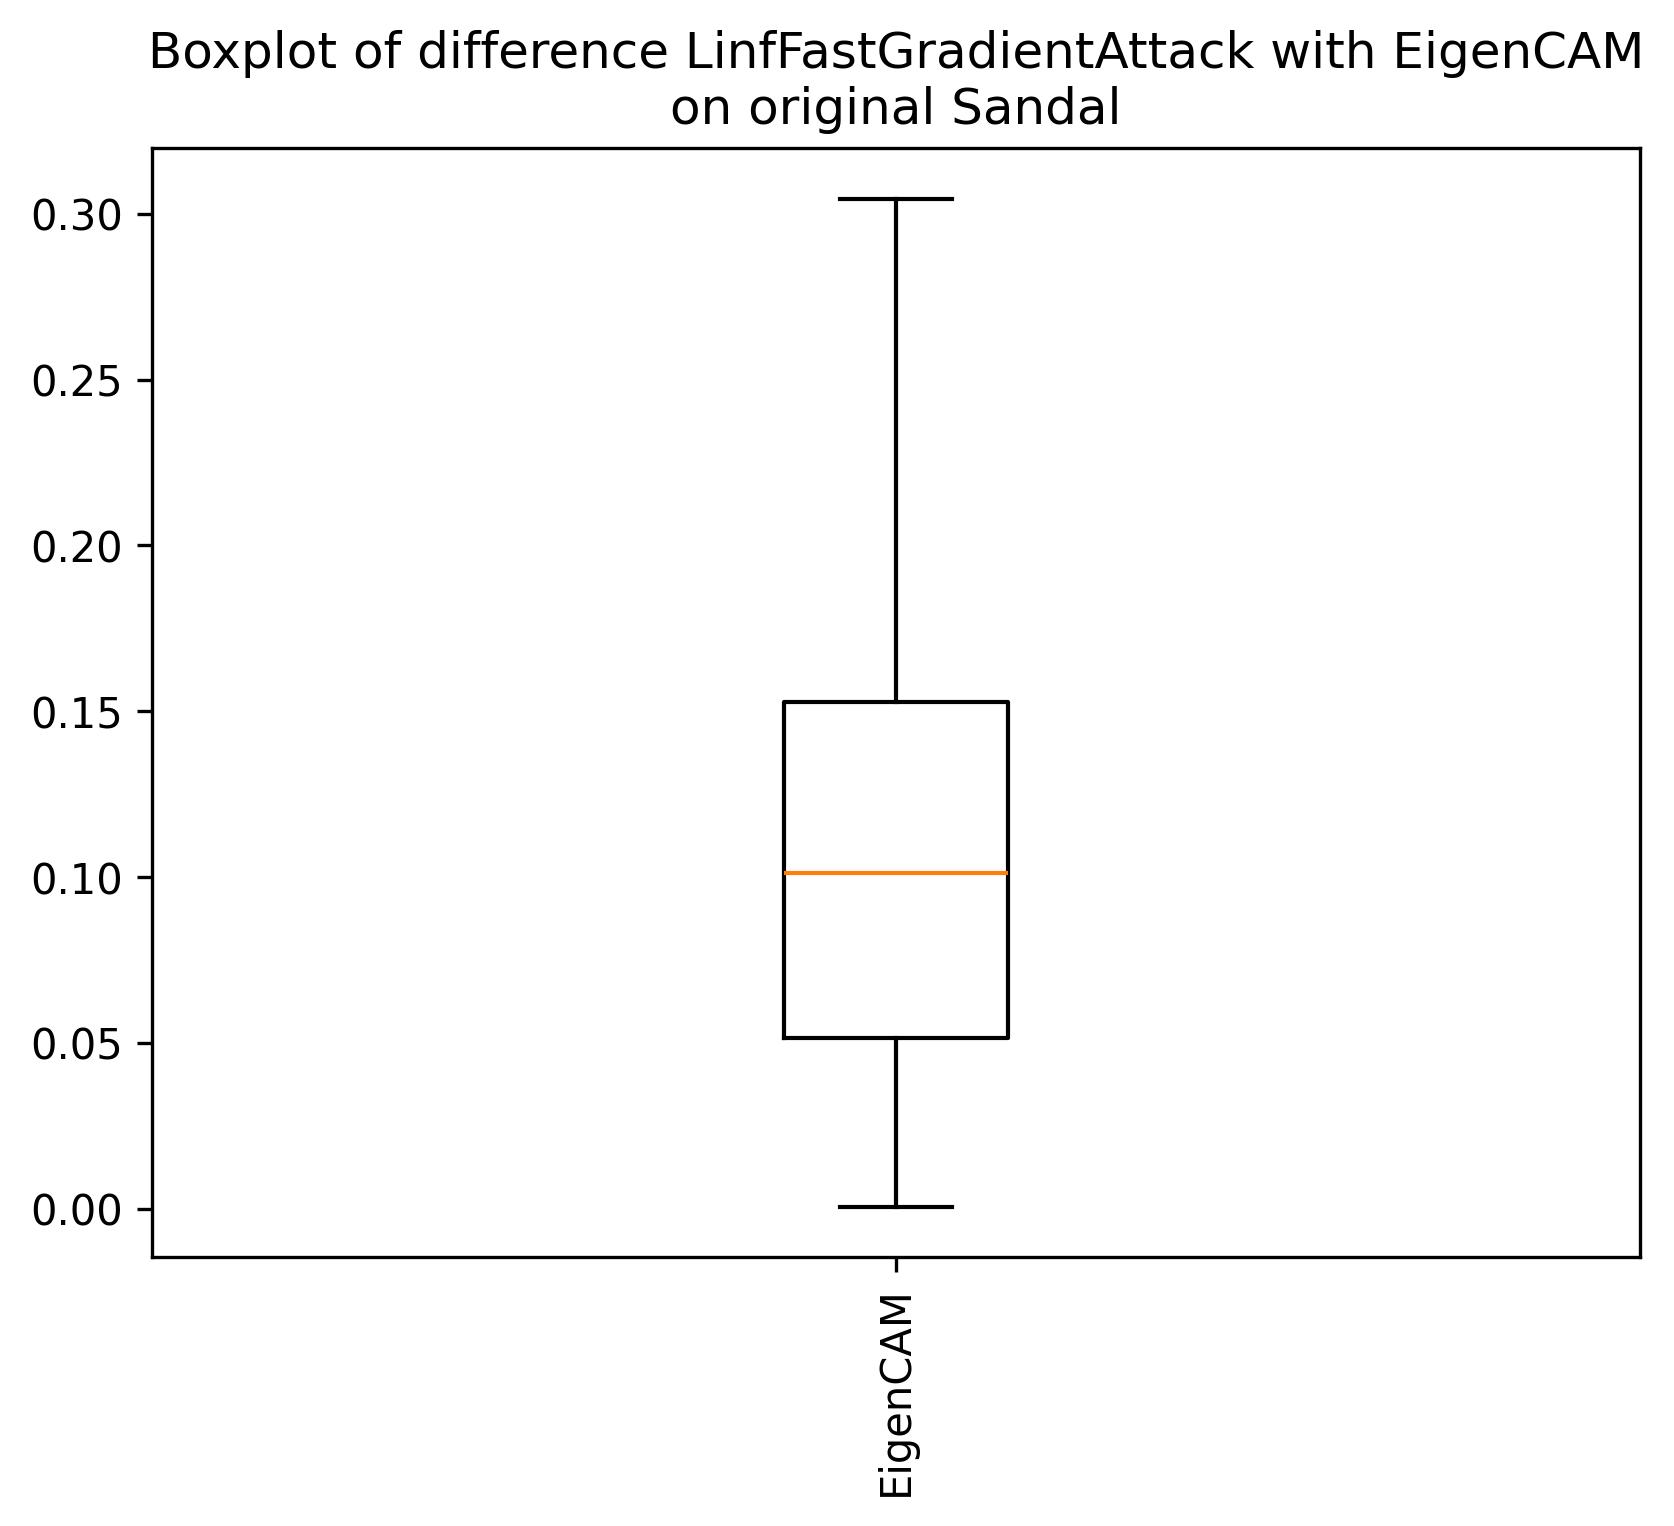 Boxplot of difference LinfFastGradientAttack with EigenCAM
on original Sandal
0.30
0.25
0.20
0.15
0.10
0.05
0.00
EigenCAM